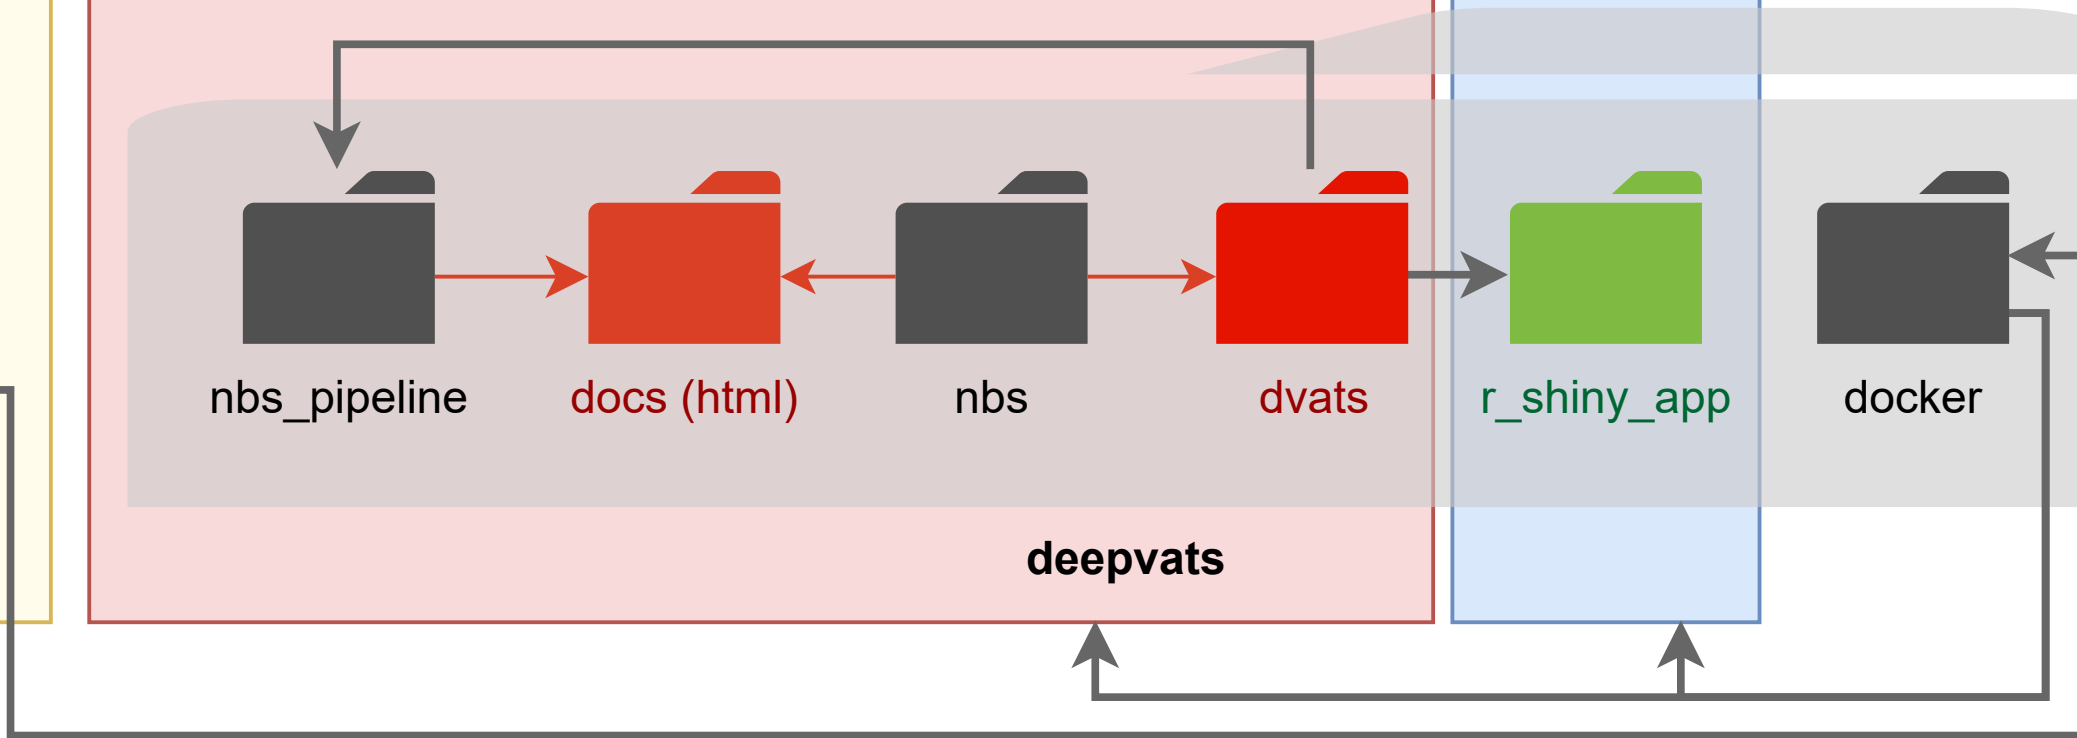 nbs_pipeline
docs (html)
nbs
dvats
r_shiny_app
docker
deepvats